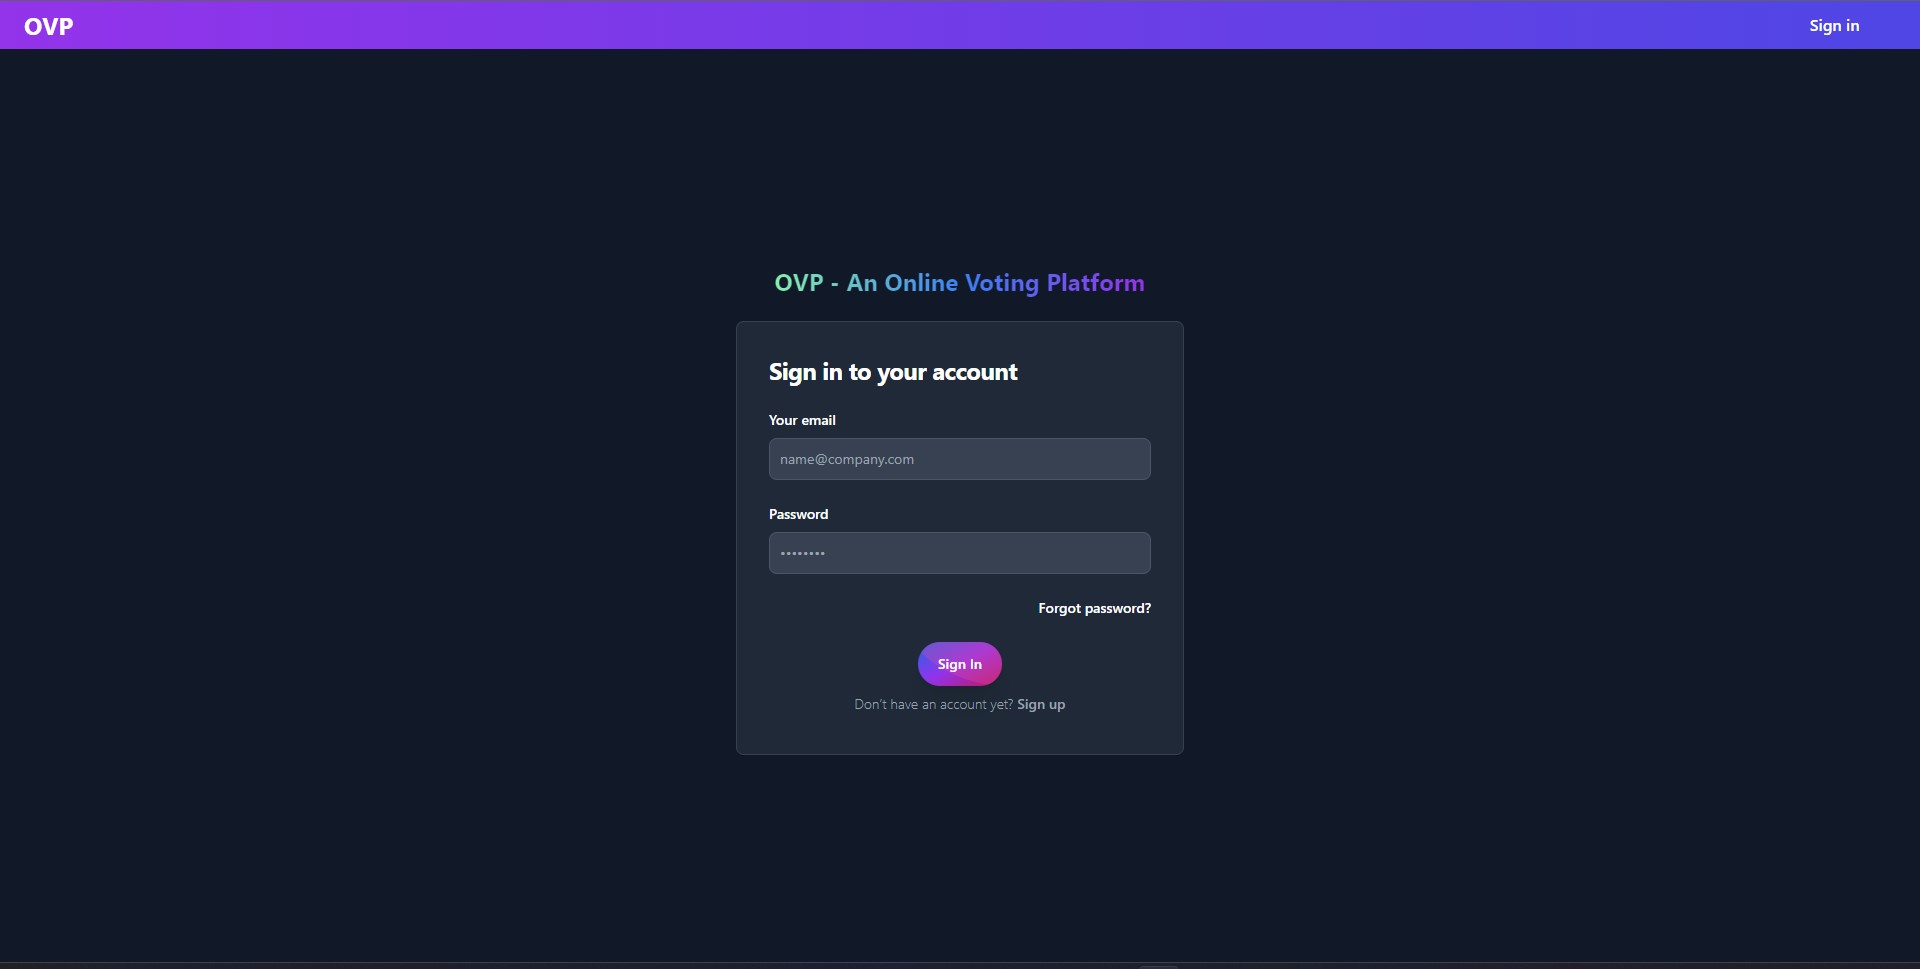 OVP
Sign in
OVP - An Online Voting Platform
Sign in to your account
Your email
name@company.com
Password
••••••••
Forgot password?
Sign In
Don't have an account yet? Sign up